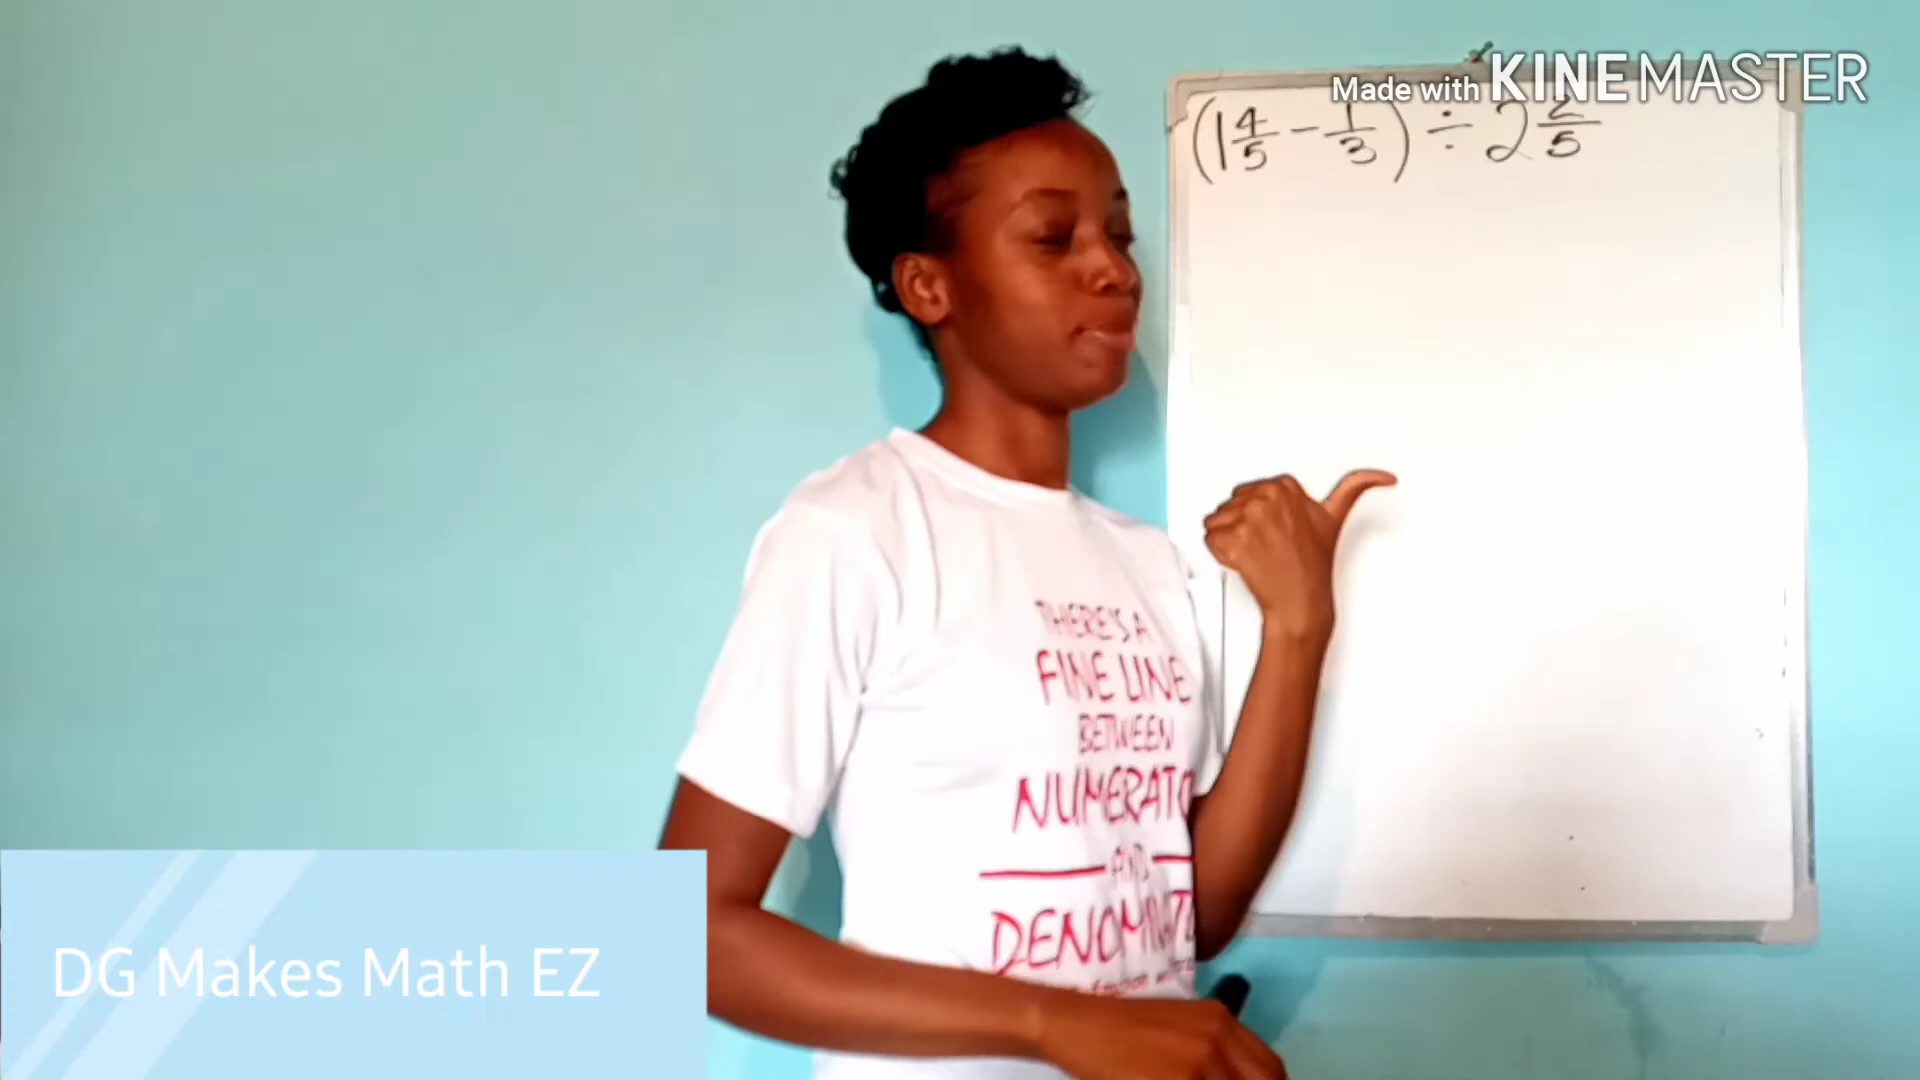 Made with KINEMASTER
(1 4/5 - 1/3) ÷ 2 2/5
THERE'S A
FINE LINE
BETWEEN
NUMERATO
AND
DENOMINATO
DG Makes Math EZ